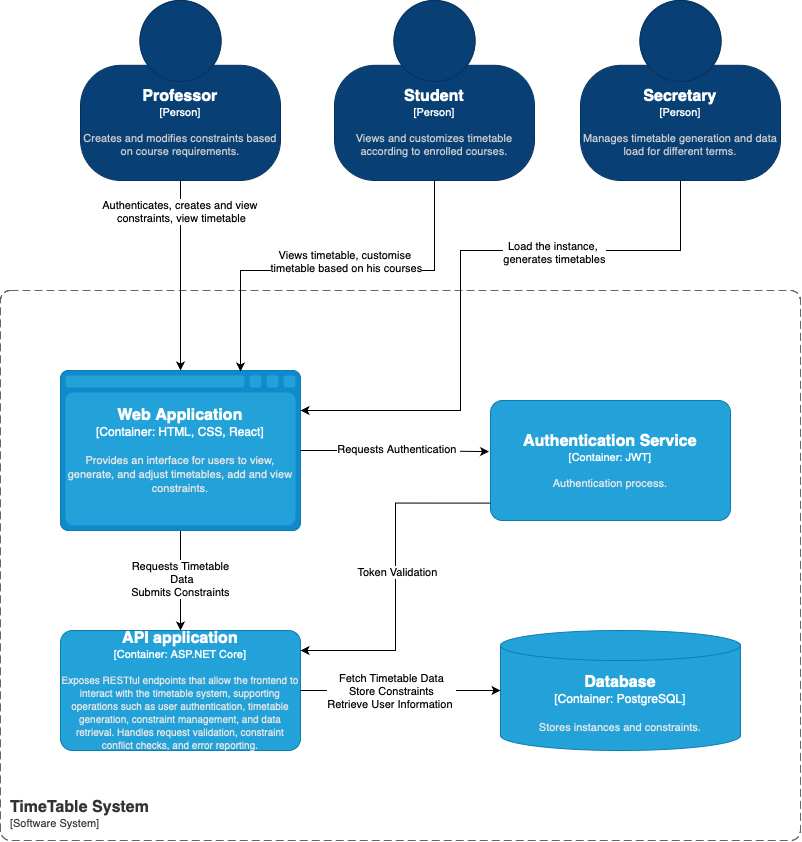 Professor
[Person]
Creates and modifies constraints based
on course requirements.
Student
[Person]
Views and customizes timetable
according to enrolled courses.
Secretary
[Person]
Manages timetable generation and data
load for different terms.
Authenticates, creates and view
constraints, view timetable
Views timetable, customise
timetable based on his courses
Load the instance,
generates timetables
Web Application
[Container: HTML, CSS, React]
Provides an interface for users to view,
generate, and adjust timetables, add and view
constraints.
Requests Authentication
Authentication Service
[Container: JWT]
Authentication process.
Requests Timetable
Data
Submits Constraints
Token Validation
API application
[Container: ASP.NET Core]
Exposes RESTful endpoints that allow the frontend to
interact with the timetable system, supporting
operations such as user authentication, timetable
generation, constraint management, and data
retrieval. Handles request validation, constraint
conflict checks, and error reporting.
Fetch Timetable Data
Store Constraints
Retrieve User Information
Database
[Container: PostgreSQL]
Stores instances and constraints.
TimeTable System
[Software System]